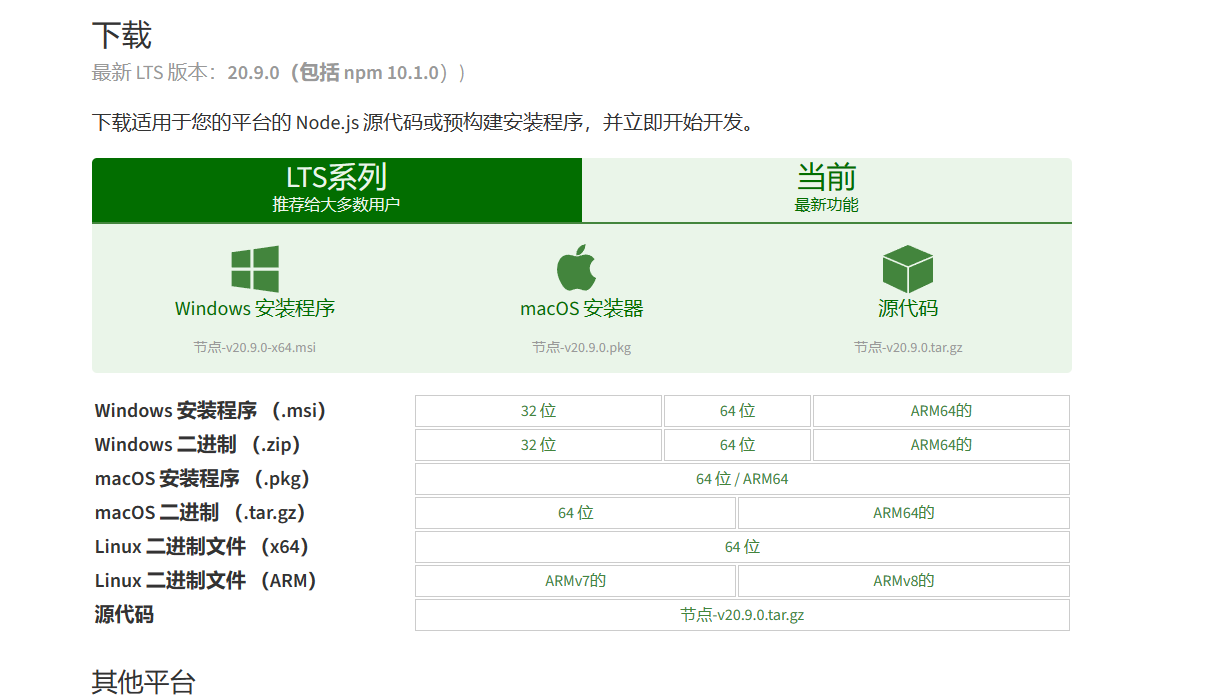 下载
最新 LTS 版本：20.9.0（包括 npm 10.1.0））
下载适用于您的平台的 Node.js 源代码或预构建安装程序，并立即开始开发。
LTS系列
推荐给大多数用户
当前
最新功能
Windows 安装程序
节点-v20.9.0-x64.msi
macOS 安装器
节点-v20.9.0.pkg
源代码
节点-v20.9.0.tar.gz
Windows 安装程序 （.msi） 32 位 64 位 ARM64的
Windows 二进制 （.zip） 32 位 64 位 ARM64的
macOS 安装程序 （.pkg） 64 位 / ARM64
macOS 二进制 （.tar.gz） 64 位 ARM64的
Linux 二进制文件 （x64） 64 位
Linux 二进制文件 （ARM） ARMv7的 ARMv8的
源代码 节点-v20.9.0.tar.gz
其他平台